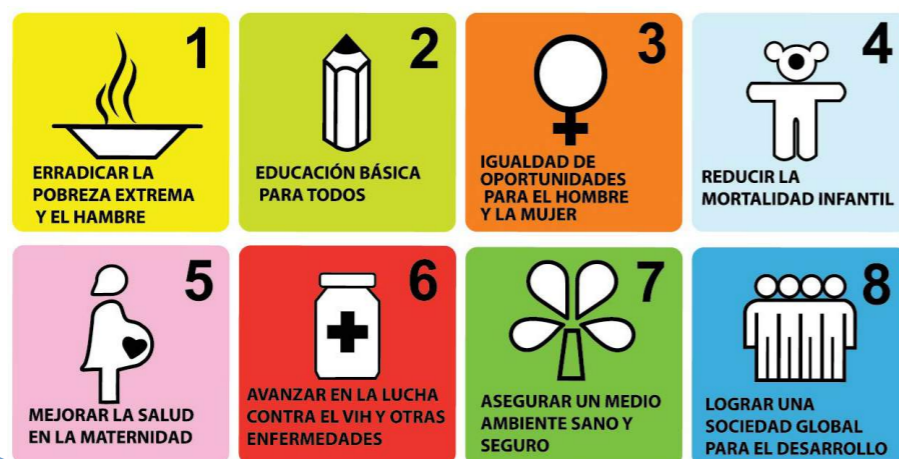 1
ERRADICAR LA
POBREZA EXTREMA
Y EL HAMBRE
2
EDUCACIÓN BÁSICA
PARA TODOS
3
IGUALDAD DE
OPORTUNIDADES
PARA EL HOMBRE
Y LA MUJER
4
REDUCIR LA
MORTALIDAD INFANTIL
5
MEJORAR LA SALUD
EN LA MATERNIDAD
6
AVANZAR EN LA LUCHA
CONTRA EL VIH Y OTRAS
ENFERMEDADES
7
ASEGURAR UN MEDIO
AMBIENTE SANO Y
SEGURO
8
LOGRAR UNA
SOCIEDAD GLOBAL
PARA EL DESARROLLO